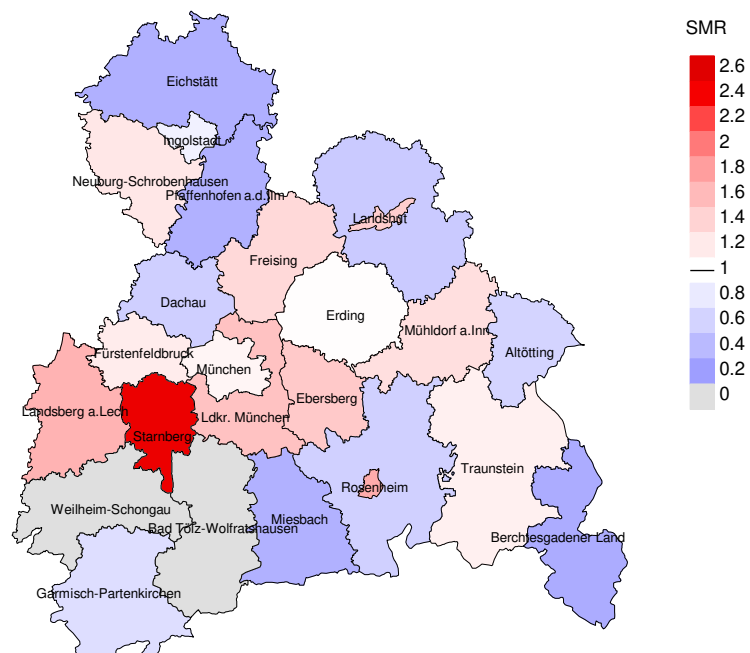 SMR
2.6
2.4
2.2
2
1.8
1.6
1.4
1.2
1
0.8
0.6
0.4
0.2
0
Eichstätt
Ingolstadt
Neuburg-Schrobenhausen
Pfaffenhofen a.d.Ilm
Landshut
Freising
Dachau
Erding
Mühldorf a.Inn
Altötting
Fürstenfeldbruck
München
Landsberg a.Lech
Ldkr. München
Ebersberg
Starnberg
Traunstein
Rosenheim
Weilheim-Schongau
Bad Tölz-Wolfratshausen
Miesbach
Berchtesgadener Land
Garmisch-Partenkirchen